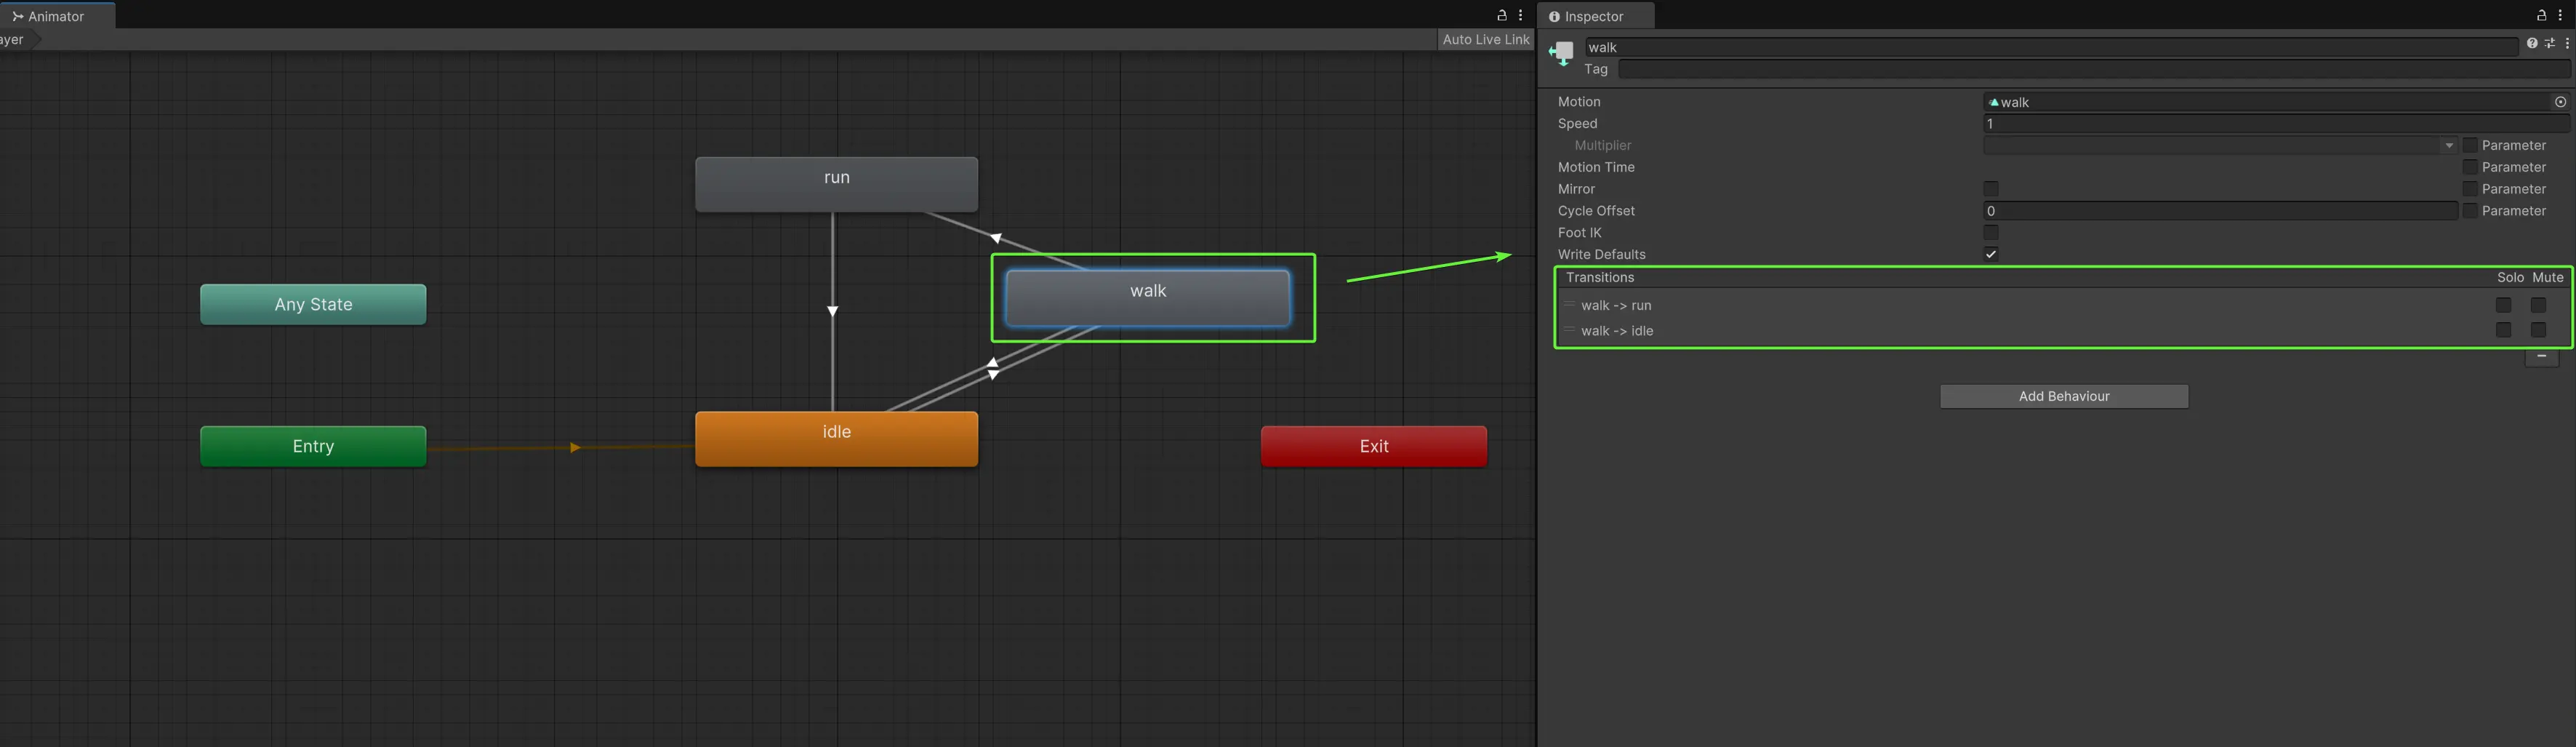 Animator
ayer
Auto Live Link
run
walk
Any State
idle
Entry
Exit
Inspector
walk
Tag
Motion walk
Speed 1
Multiplier Parameter
Motion Time Parameter
Mirror Parameter
Cycle Offset 0 Parameter
Foot IK
Write Defaults
Transitions Solo Mute
walk -> run
walk -> idle
Add Behaviour